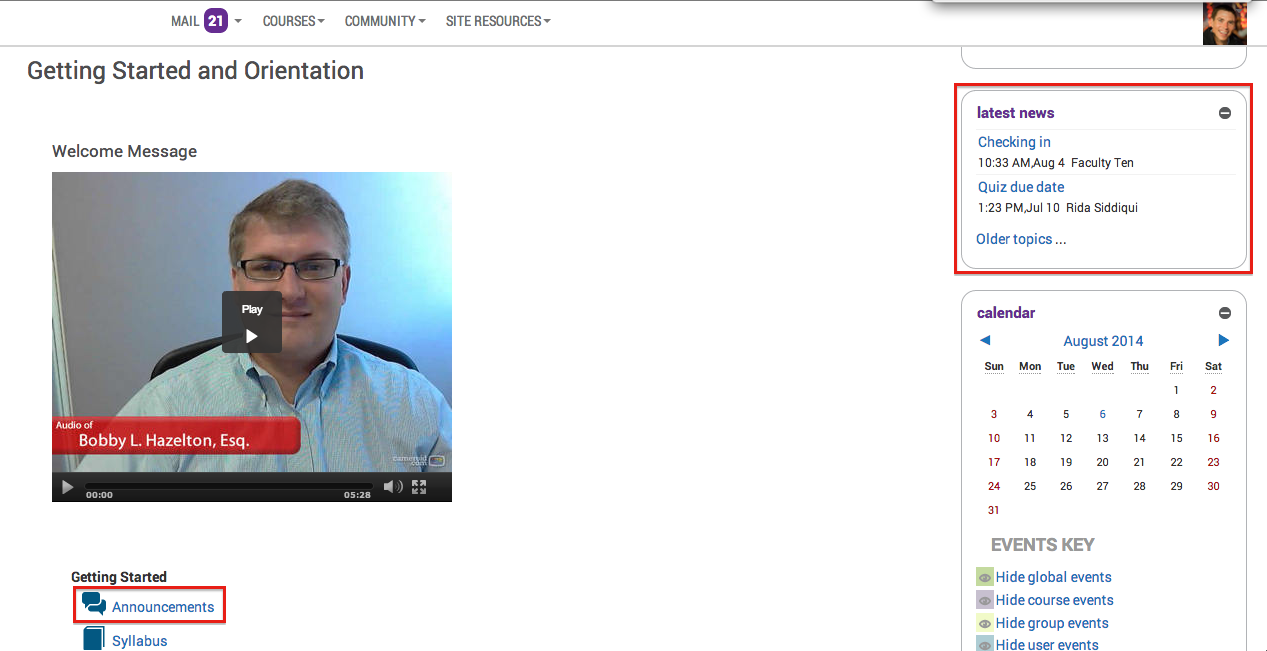 MAIL 21 COURSES COMMUNITY SITE RESOURCES
Getting Started and Orientation
Welcome Message
Play
Audio of
Bobby L. Hazelton, Esq.
cameroid
.com
00:00 05:28
Getting Started
Announcements
Syllabus
latest news
Checking in
10:33 AM,Aug 4 Faculty Ten
Quiz due date
1:23 PM,Jul 10 Rida Siddiqui
Older topics ...
calendar
August 2014
Sun Mon Tue Wed Thu Fri Sat
1 2
3 4 5 6 7 8 9
10 11 12 13 14 15 16
17 18 19 20 21 22 23
24 25 26 27 28 29 30
31
EVENTS KEY
Hide global events
Hide course events
Hide group events
Hide user events